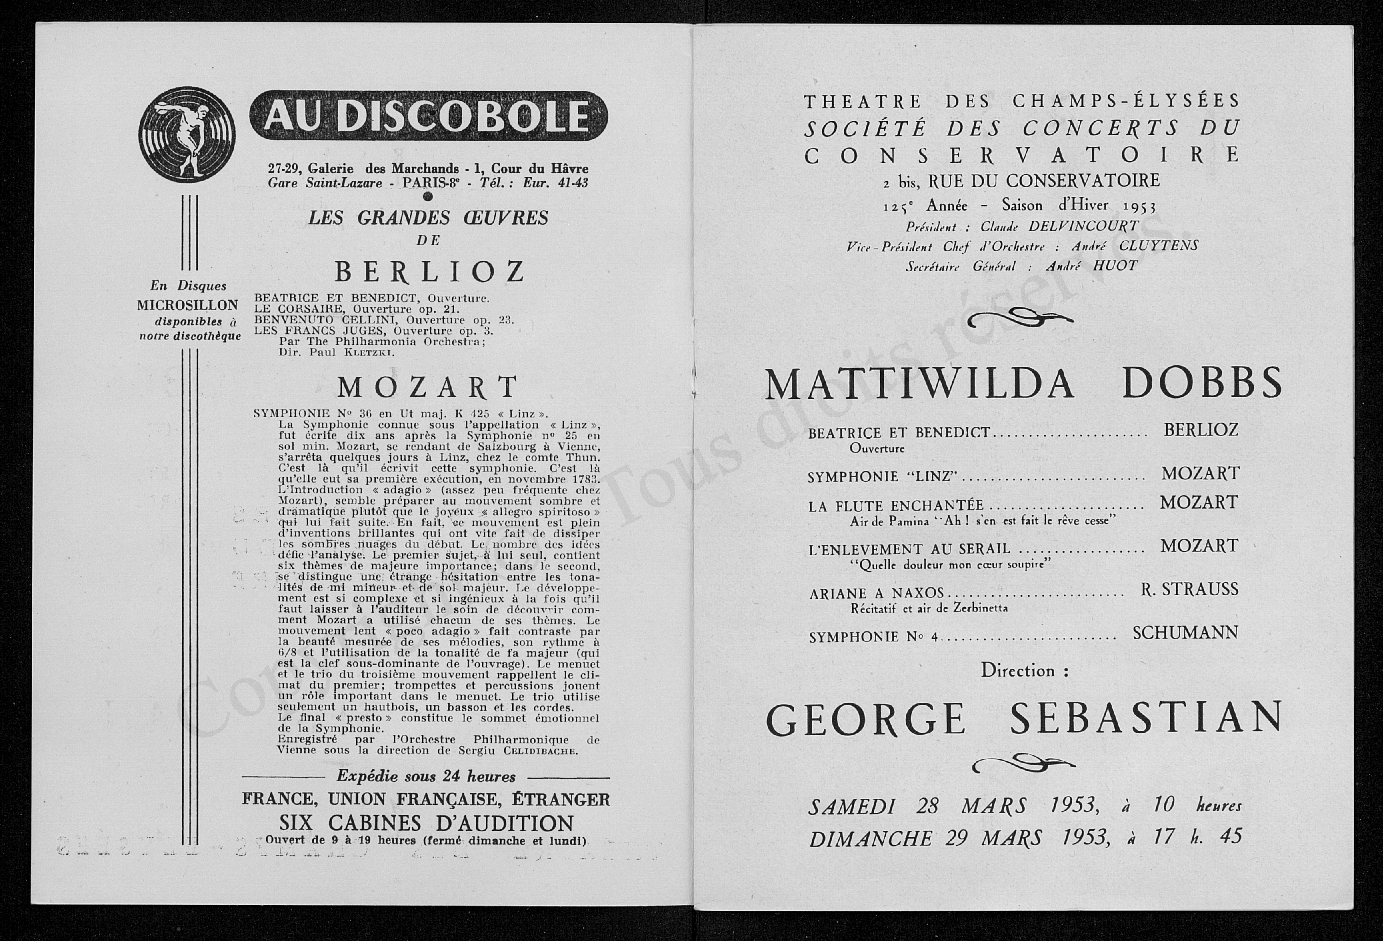 AU DISCOBOLE
27-29, Galerie des Marchands - 1, Cour du Hâvre
Gare Saint-Lazare - PARIS-8e - Tél. : Eur. 41-43
LES GRANDES ŒUVRES
DE
BERLIOZ
En Disques
MICROSILLON
disponibles à
notre discothèque
BEATRICE ET BENEDICT, Ouverture.
LE CORSAIRE, Ouverture op. 21.
BENVENUTO CELLINI, Ouverture op. 23.
LES FRANCS JUGES, Ouverture op. 3.
Par The Philharmonia Orchestra;
Dir. Paul KLETZKI.
MOZART
SYMPHONIE No 36 en Ut maj. K 425 « Linz ».
La Symphonie connue sous l'appellation « Linz »,
fut écrite dix ans après la Symphonie nº 25 en
sol min. Mozart, se rendant de Salzbourg à Vienne,
s'arrêta quelques jours à Linz, chez le comte Thun.
C'est là qu'il écrivit cette symphonie. C'est là
qu'elle eut sa première exécution, en novembre 1783.
L'Introduction « adagio » (assez peu fréquente chez
Mozart), semble préparer au mouvement sombre et
dramatique plutôt que le joyeux « allegro spiritoso »
qui lui fait suite. En fait, ce mouvement est plein
d'inventions brillantes qui ont vite fait de dissiper
les sombres nuages du début. Le nombre des idées
défie l'analyse. Le premier sujet, à lui seul, contient
six thèmes de majeure importance; dans le second,
se distingue une étrange hésitation entre les tona-
lités de mi mineur et de sol majeur. Le développe-
ment est si complexe et si ingénieux à la fois qu'il
faut laisser à l'auditeur le soin de découvrir com-
ment Mozart a utilisé chacun de ses thèmes. Le
mouvement lent « poco adagio » fait contraste par
la beauté mesurée de ses mélodies, son rythme à
6/8 et l'utilisation de la tonalité de fa majeur (qui
est la clef sous-dominante de l'ouvrage). Le menuet
et le trio du troisième mouvement rappellent le cli-
mat du premier; trompettes et percussions jouent
un rôle important dans le menuet. Le trio utilise
seulement un hautbois, un basson et les cordes.
Le final « presto » constitue le sommet émotionnel
de la Symphonie.
Enregistré par l'Orchestre Philharmonique de
Vienne sous la direction de Sergiu CELIDIBACHE.
Expédie sous 24 heures
FRANCE, UNION FRANÇAISE, ÉTRANGER
SIX CABINES D'AUDITION
Ouvert de 9 à 19 heures (fermé dimanche et lundi)
THEATRE DES CHAMPS-ÉLYSÉES
SOCIÉTÉ DES CONCERTS DU
CONSERVATOIRE
2 bis, RUE DU CONSERVATOIRE
125e Année - Saison d'Hiver 1953
Président : Claude DELVINCOURT
Vice-Président Chef d'Orchestre : André CLUYTENS
Secrétaire Général : André HUOT
MATTIWILDA DOBBS
BEATRICE ET BENEDICT...................... BERLIOZ
Ouverture
SYMPHONIE "LINZ".......................... MOZART
LA FLUTE ENCHANTÉE ...................... MOZART
Air de Pamina "Ah ! s'en est fait le rêve cesse"
L'ENLEVEMENT AU SERAIL .................. MOZART
"Quelle douleur mon cœur soupire"
ARIANE A NAXOS......................... R. STRAUSS
Récitatif et air de Zerbinetta
SYMPHONIE No 4........................ SCHUMANN
Direction :
GEORGE SEBASTIAN
SAMEDI 28 MARS 1953, à 10 heures
DIMANCHE 29 MARS 1953, à 17 h. 45
Tous droits réservés.